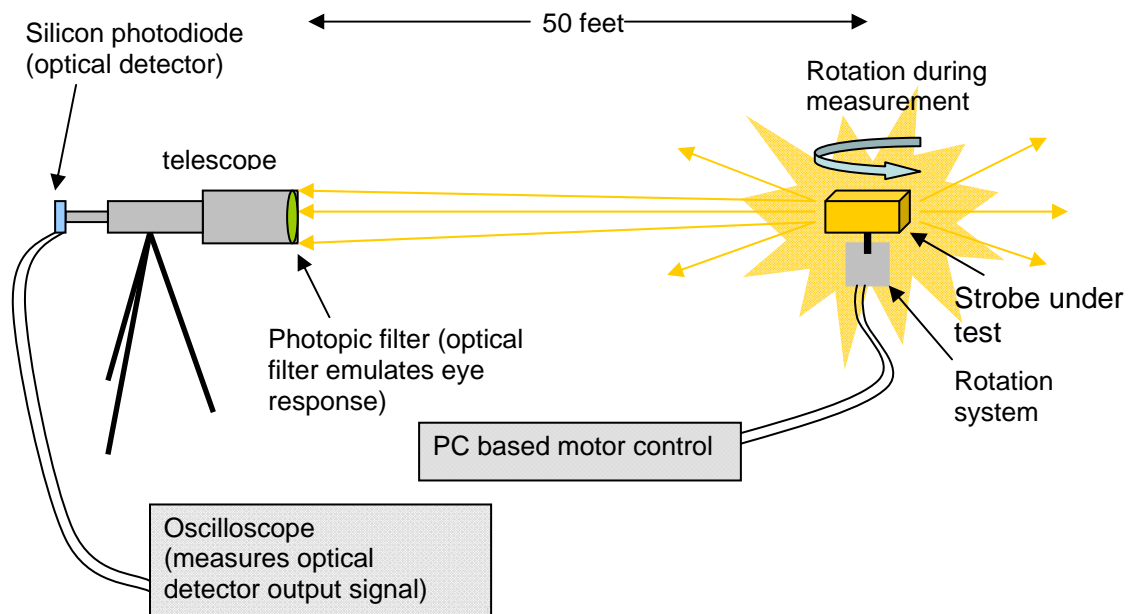 50 feet
Silicon photodiode
(optical detector)
Rotation during
measurement
telescope
Photopic filter (optical
filter emulates eye
response)
Strobe under
test
Rotation
system
PC based motor control
Oscilloscope
(measures optical
detector output signal)